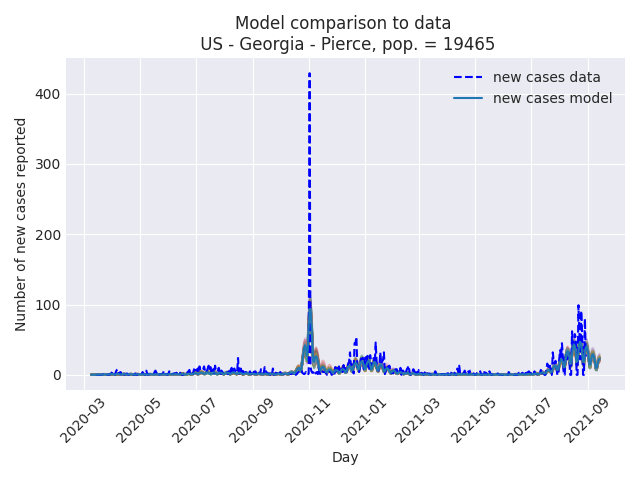 Model comparison to data
US - Georgia - Pierce, pop. = 19465
new cases data
new cases model
Number of new cases reported
400
300
200
100
0
2020-03
2020-05
2020-07
2020-09
2020-11
2021-01
2021-03
2021-05
2021-07
2021-09
Day